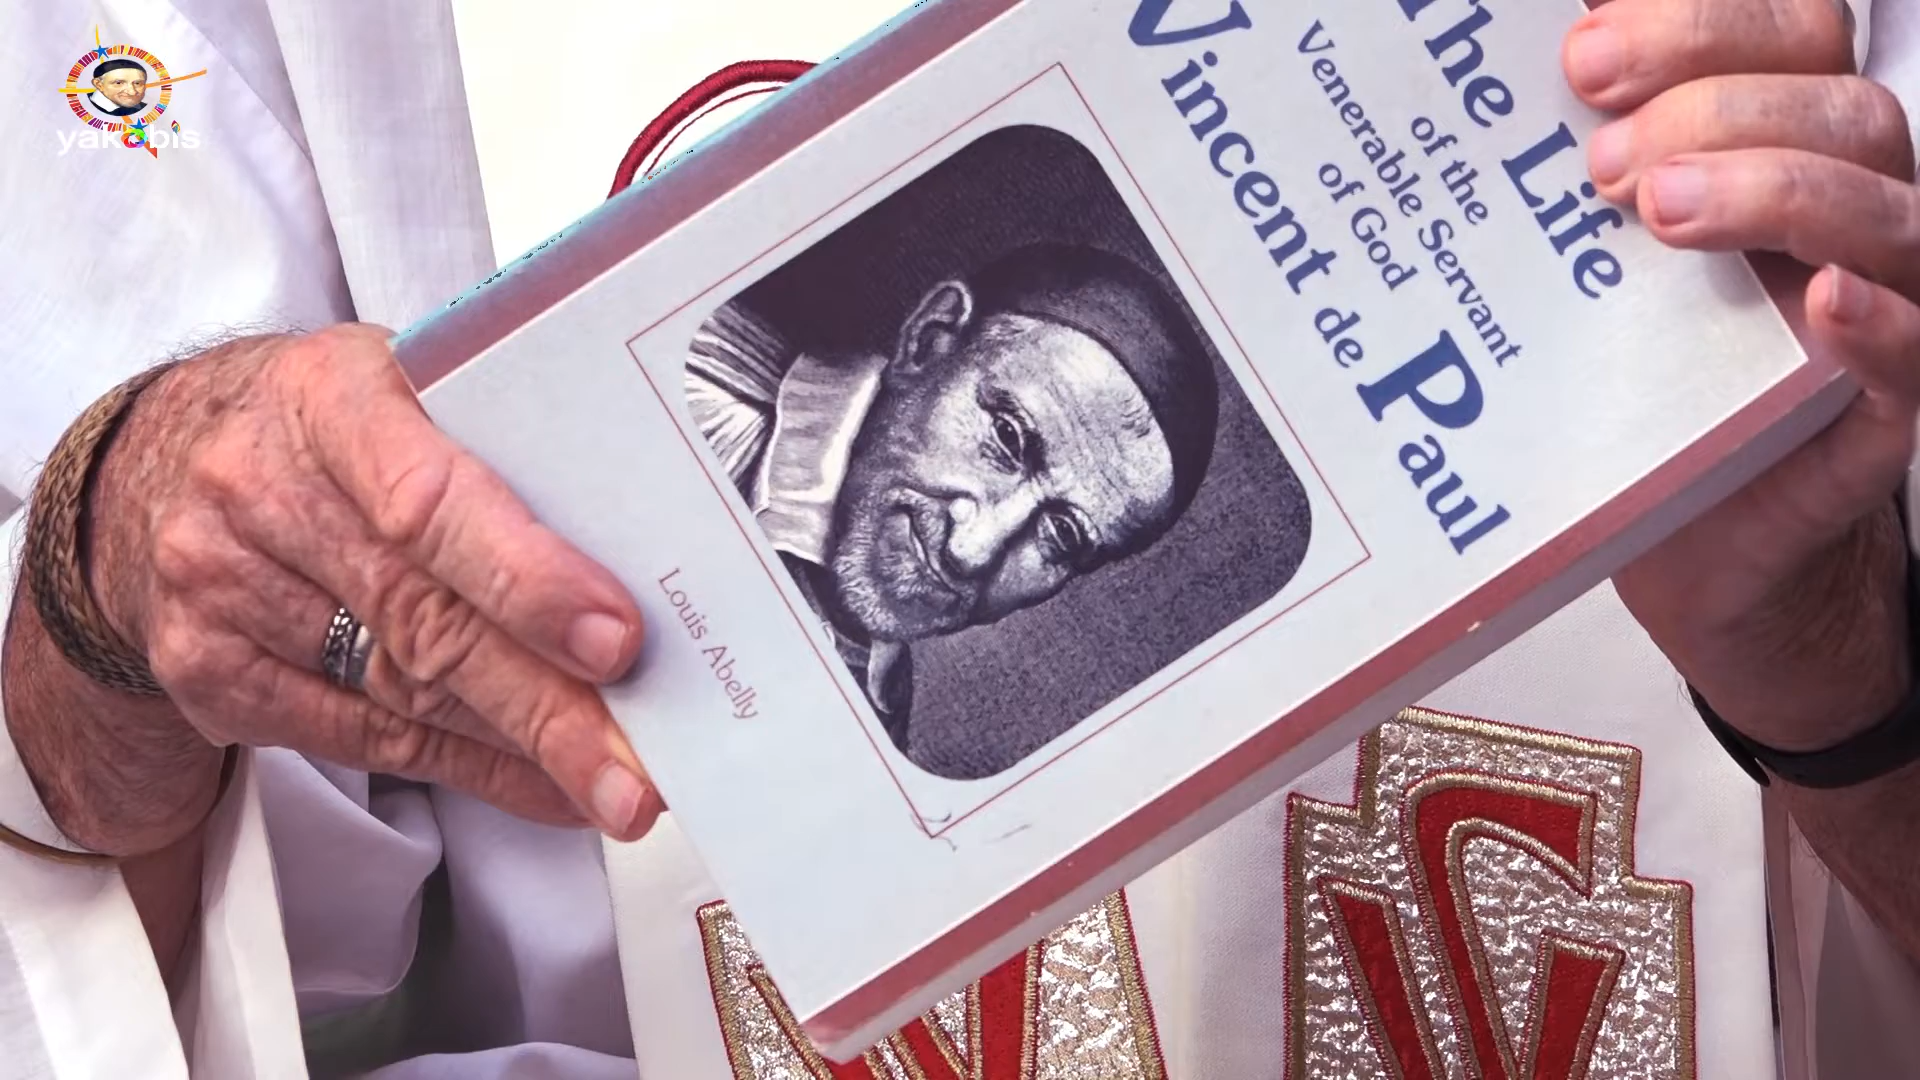 yakobis
The Life
of the
Venerable Servant
of God
Vincent de Paul
Louis Abelly